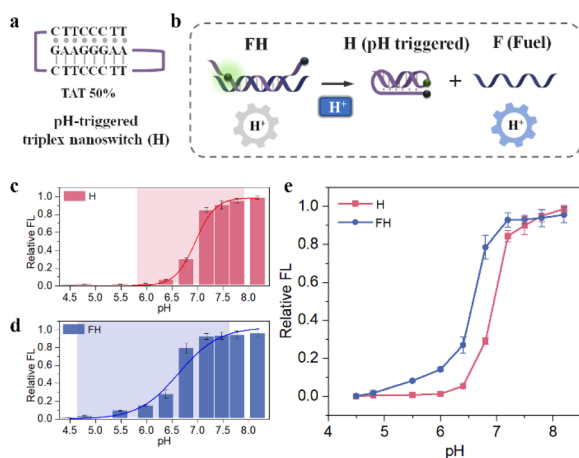 a
C TTCCC TT
GAAGGGAA
C TTCCC TT
TAT 50%
pH-triggered
triplex nanoswitch (H)
b
FH
H (pH triggered)
F (Fuel)
H⁺
+
H⁺
H⁺
c
H
Relative FL
1.0
0.8
0.6
0.4
0.2
0.0
4.5 5.0 5.5 6.0 6.5 7.0 7.5 8.0
pH
d
FH
Relative FL
1.0
0.8
0.6
0.4
0.2
0.0
4.5 5.0 5.5 6.0 6.5 7.0 7.5 8.0
pH
e
H
FH
Relative FL
1.0
0.8
0.6
0.4
0.2
0.0
4 5 6 7 8
pH